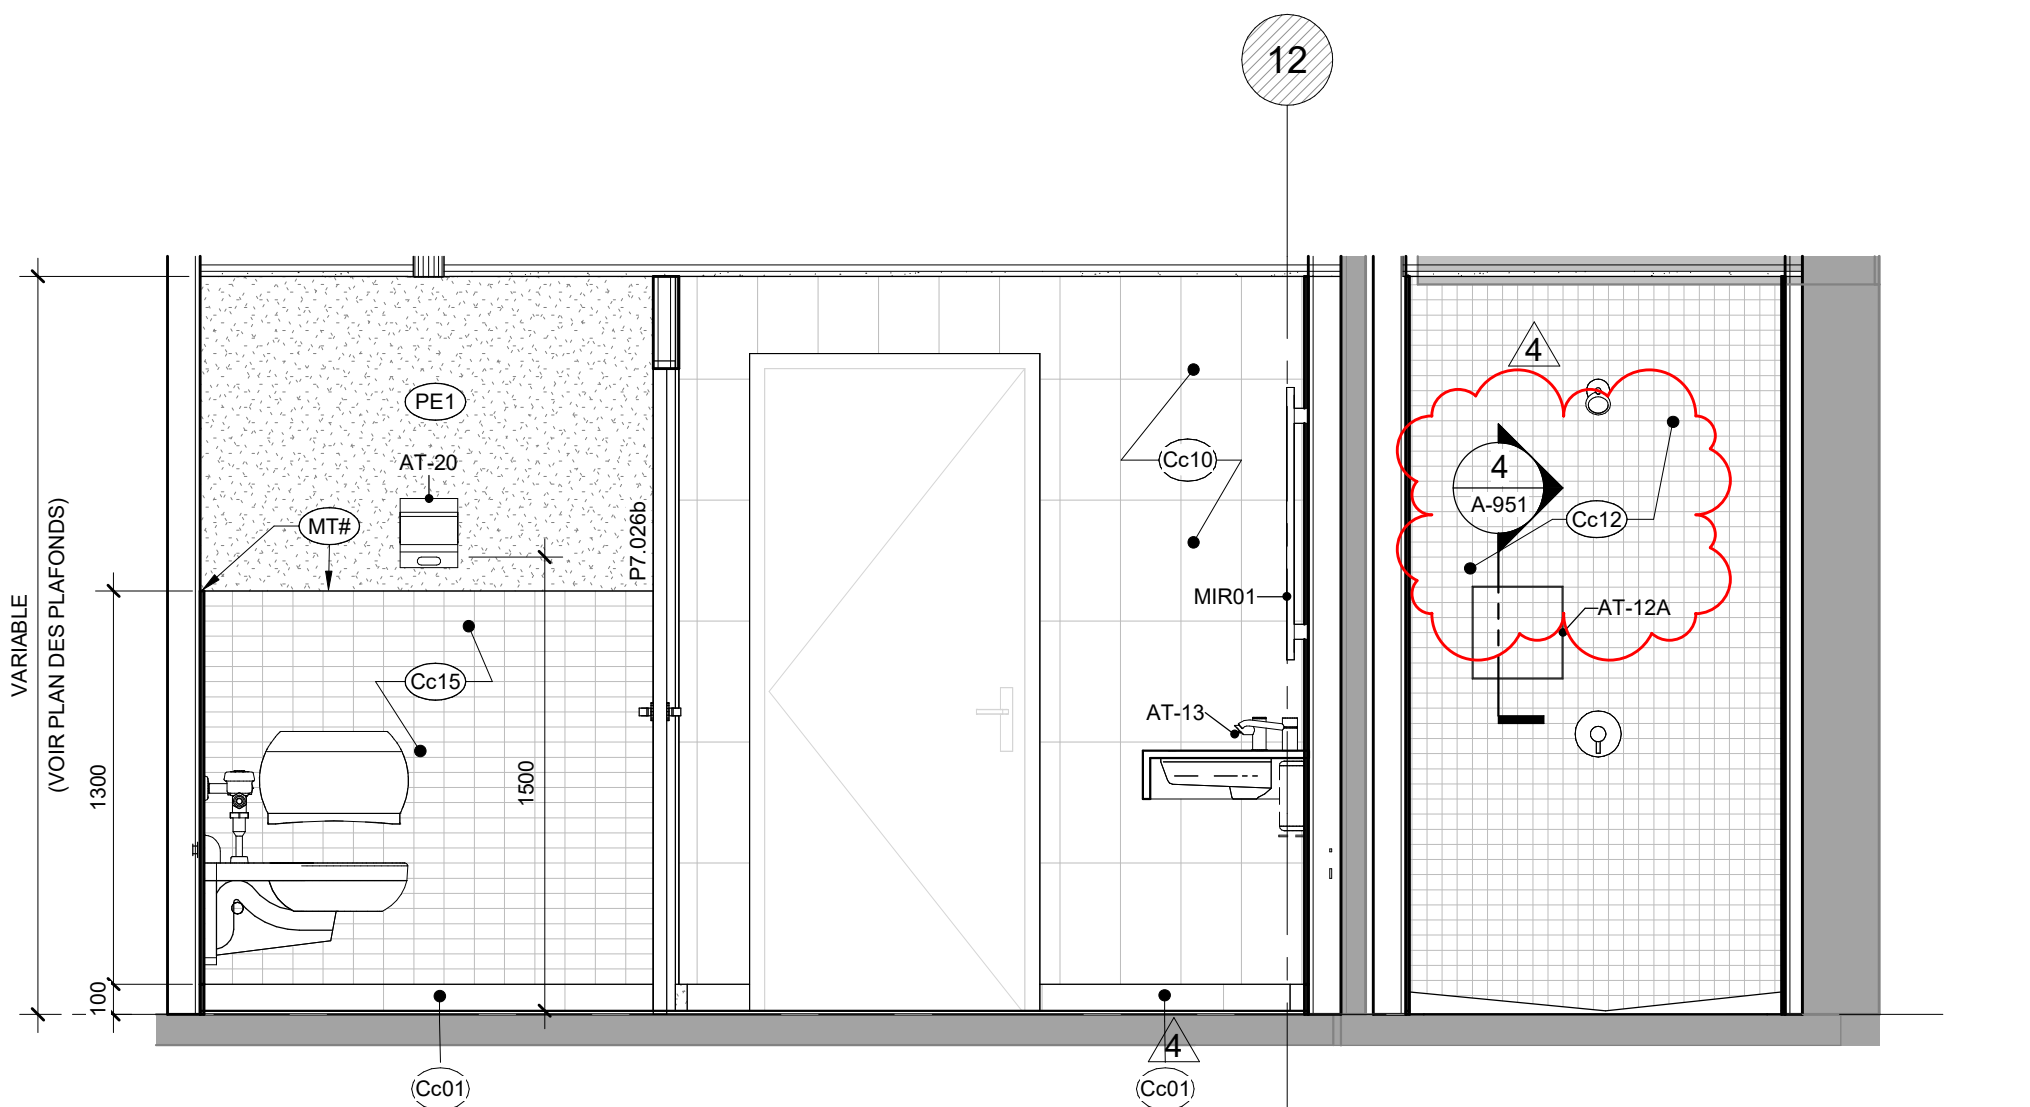 12
4
PE1
AT-20
Cc10
4
A-951
MT#
Cc12
P7.026b
VARIABLE
(VOIR PLAN DES PLAFONDS)
MIR01
AT-12A
Cc15
AT-13
1300
1500
100
4
Cc01
Cc01